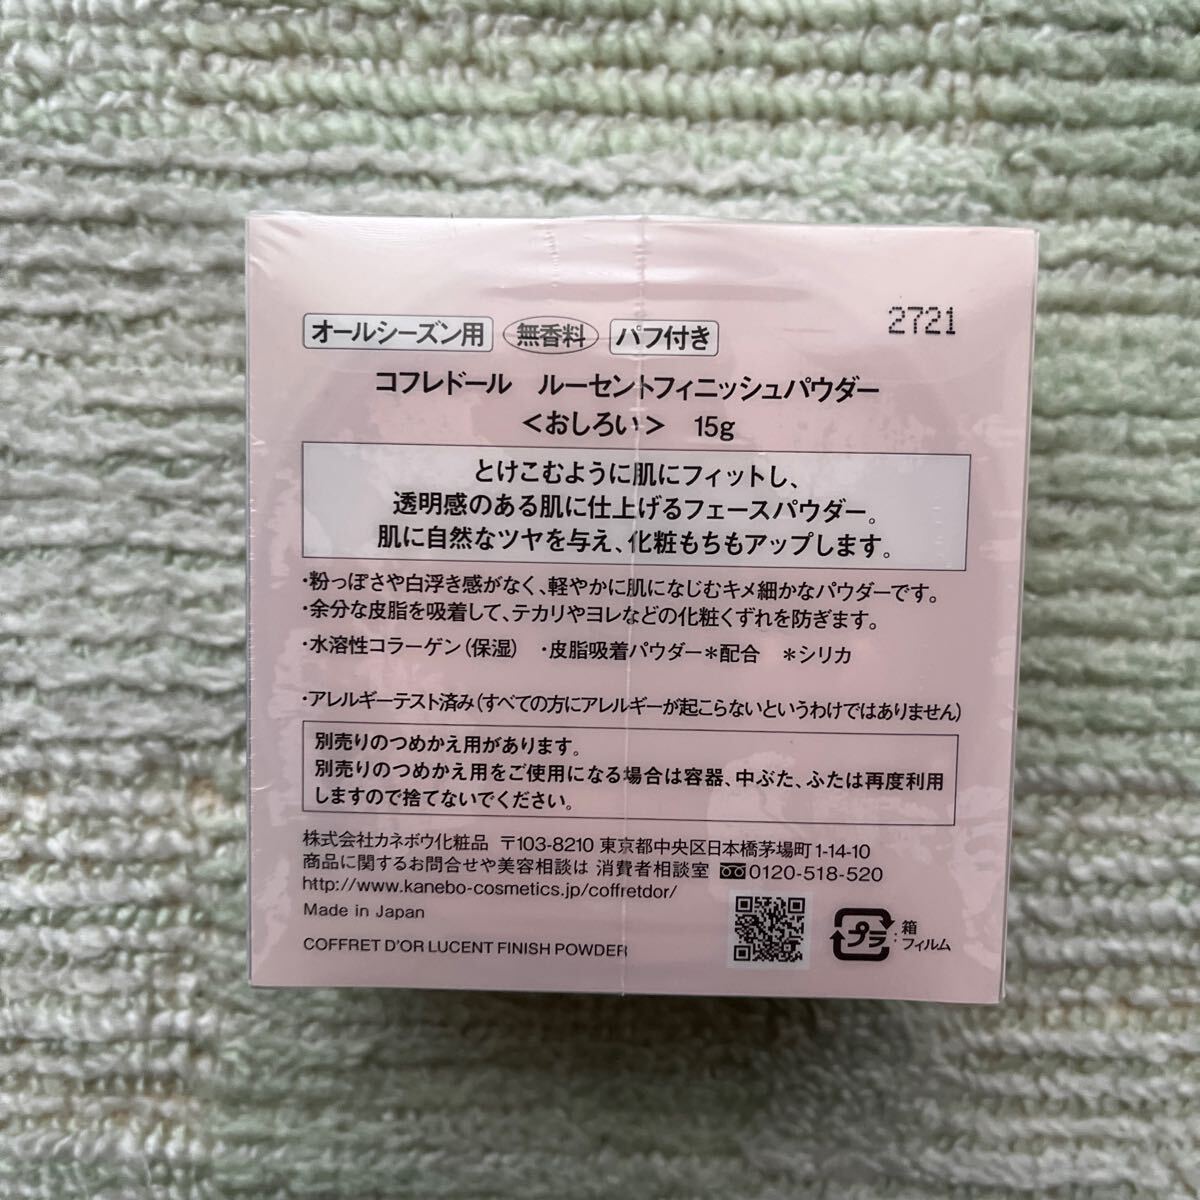 2721
オールシーズン用 無香料 パフ付き
コフレドール ルーセントフィニッシュパウダー
<おしろい> 15g
とけこむように肌にフィットし、
透明感のある肌に仕上げるフェースパウダー。
肌に自然なツヤを与え、化粧もちもアップします。
・粉っぽさや白浮き感がなく、軽やかに肌になじむキメ細かなパウダーです。
・余分な皮脂を吸着して、テカリやヨレなどの化粧くずれを防ぎます。
・水溶性コラーゲン(保湿) ・皮脂吸着パウダー＊配合 ＊シリカ
・アレルギーテスト済み(すべての方にアレルギーが起こらないというわけではありません)
別売りのつめかえ用があります。
別売りのつめかえ用をご使用になる場合は容器、中ぶた、ふたは再度利用
しますので捨てないでください。
株式会社カネボウ化粧品 〒103-8210 東京都中央区日本橋茅場町1-14-10
商品に関するお問合せや美容相談は 消費者相談室 0120-518-520
http://www.kanebo-cosmetics.jp/coffretdor/
Made in Japan
COFFRET D'OR LUCENT FINISH POWDER
プラ : 箱
フィルム